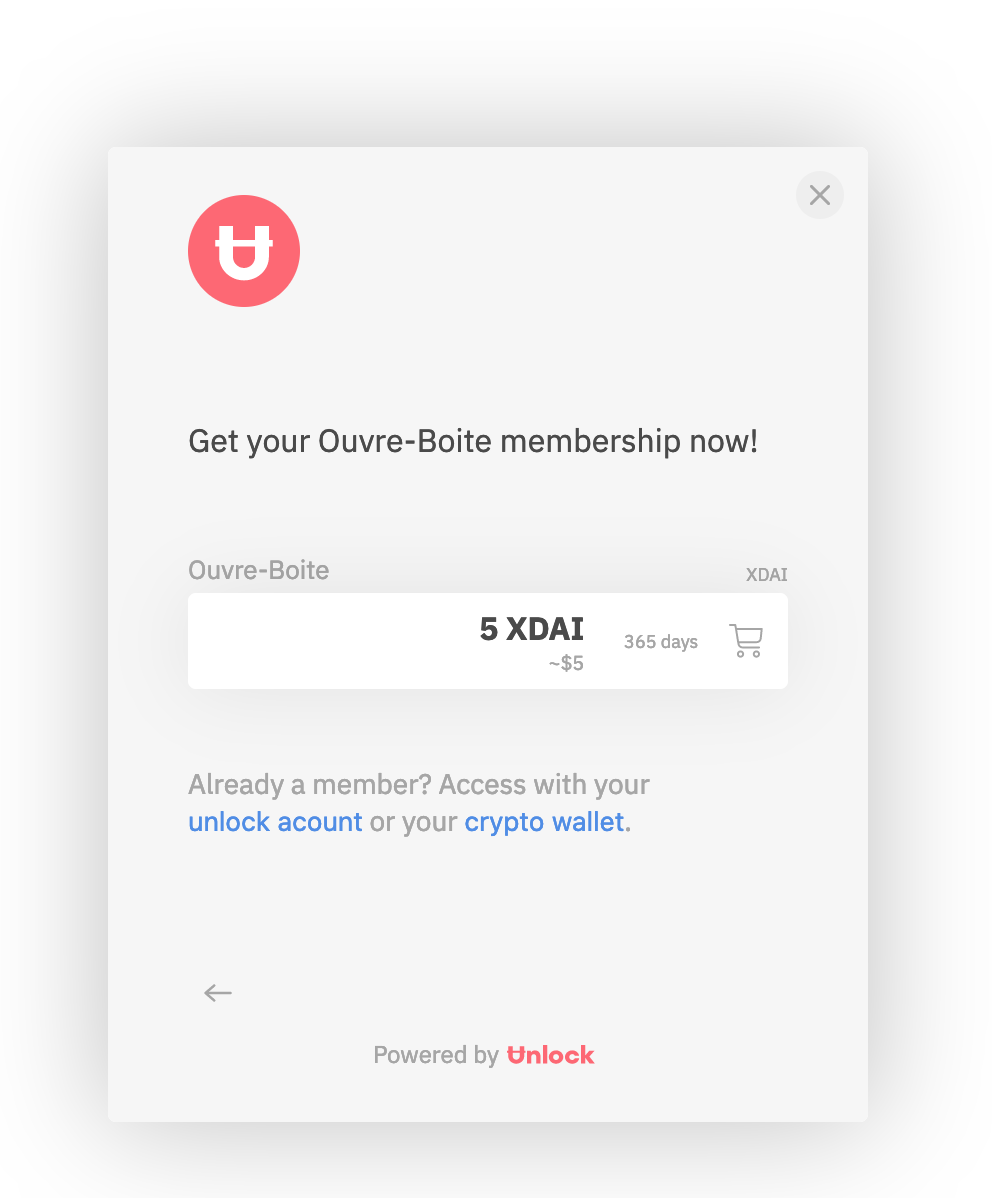 Get your Ouvre-Boite membership now!
Ouvre-Boite
XDAI
5 XDAI
~$5
365 days
Already a member? Access with your
unlock acount or your crypto wallet.
Powered by Unlock